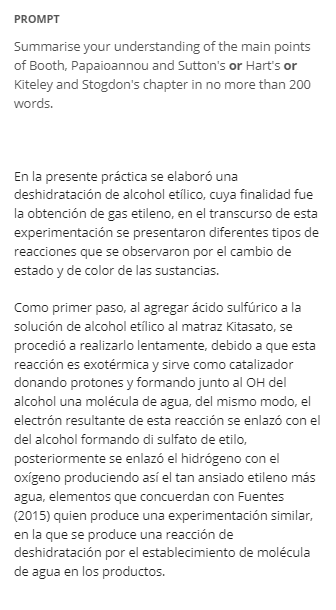 PROMPT
Summarise your understanding of the main points
of Booth, Papaioannou and Sutton's or Hart's or
Kiteley and Stogdon's chapter in no more than 200
words.
En la presente práctica se elaboró una
deshidratación de alcohol etílico, cuya finalidad fue
la obtención de gas etileno, en el transcurso de esta
experimentación se presentaron diferentes tipos de
reacciones que se observaron por el cambio de
estado y de color de las sustancias.
Como primer paso, al agregar ácido sulfúrico a la
solución de alcohol etílico al matraz Kitasato, se
procedió a realizarlo lentamente, debido a que esta
reacción es exotérmica y sirve como catalizador
donando protones y formando junto al OH del
alcohol una molécula de agua, del mismo modo, el
electrón resultante de esta reacción se enlazó con el
del alcohol formando di sulfato de etilo,
posteriormente se enlazó el hidrógeno con el
oxígeno produciendo así el tan ansiado etileno más
agua, elementos que concuerdan con Fuentes
(2015) quien produce una experimentación similar,
en la que se produce una reacción de
deshidratación por el establecimiento de molécula
de agua en los productos.